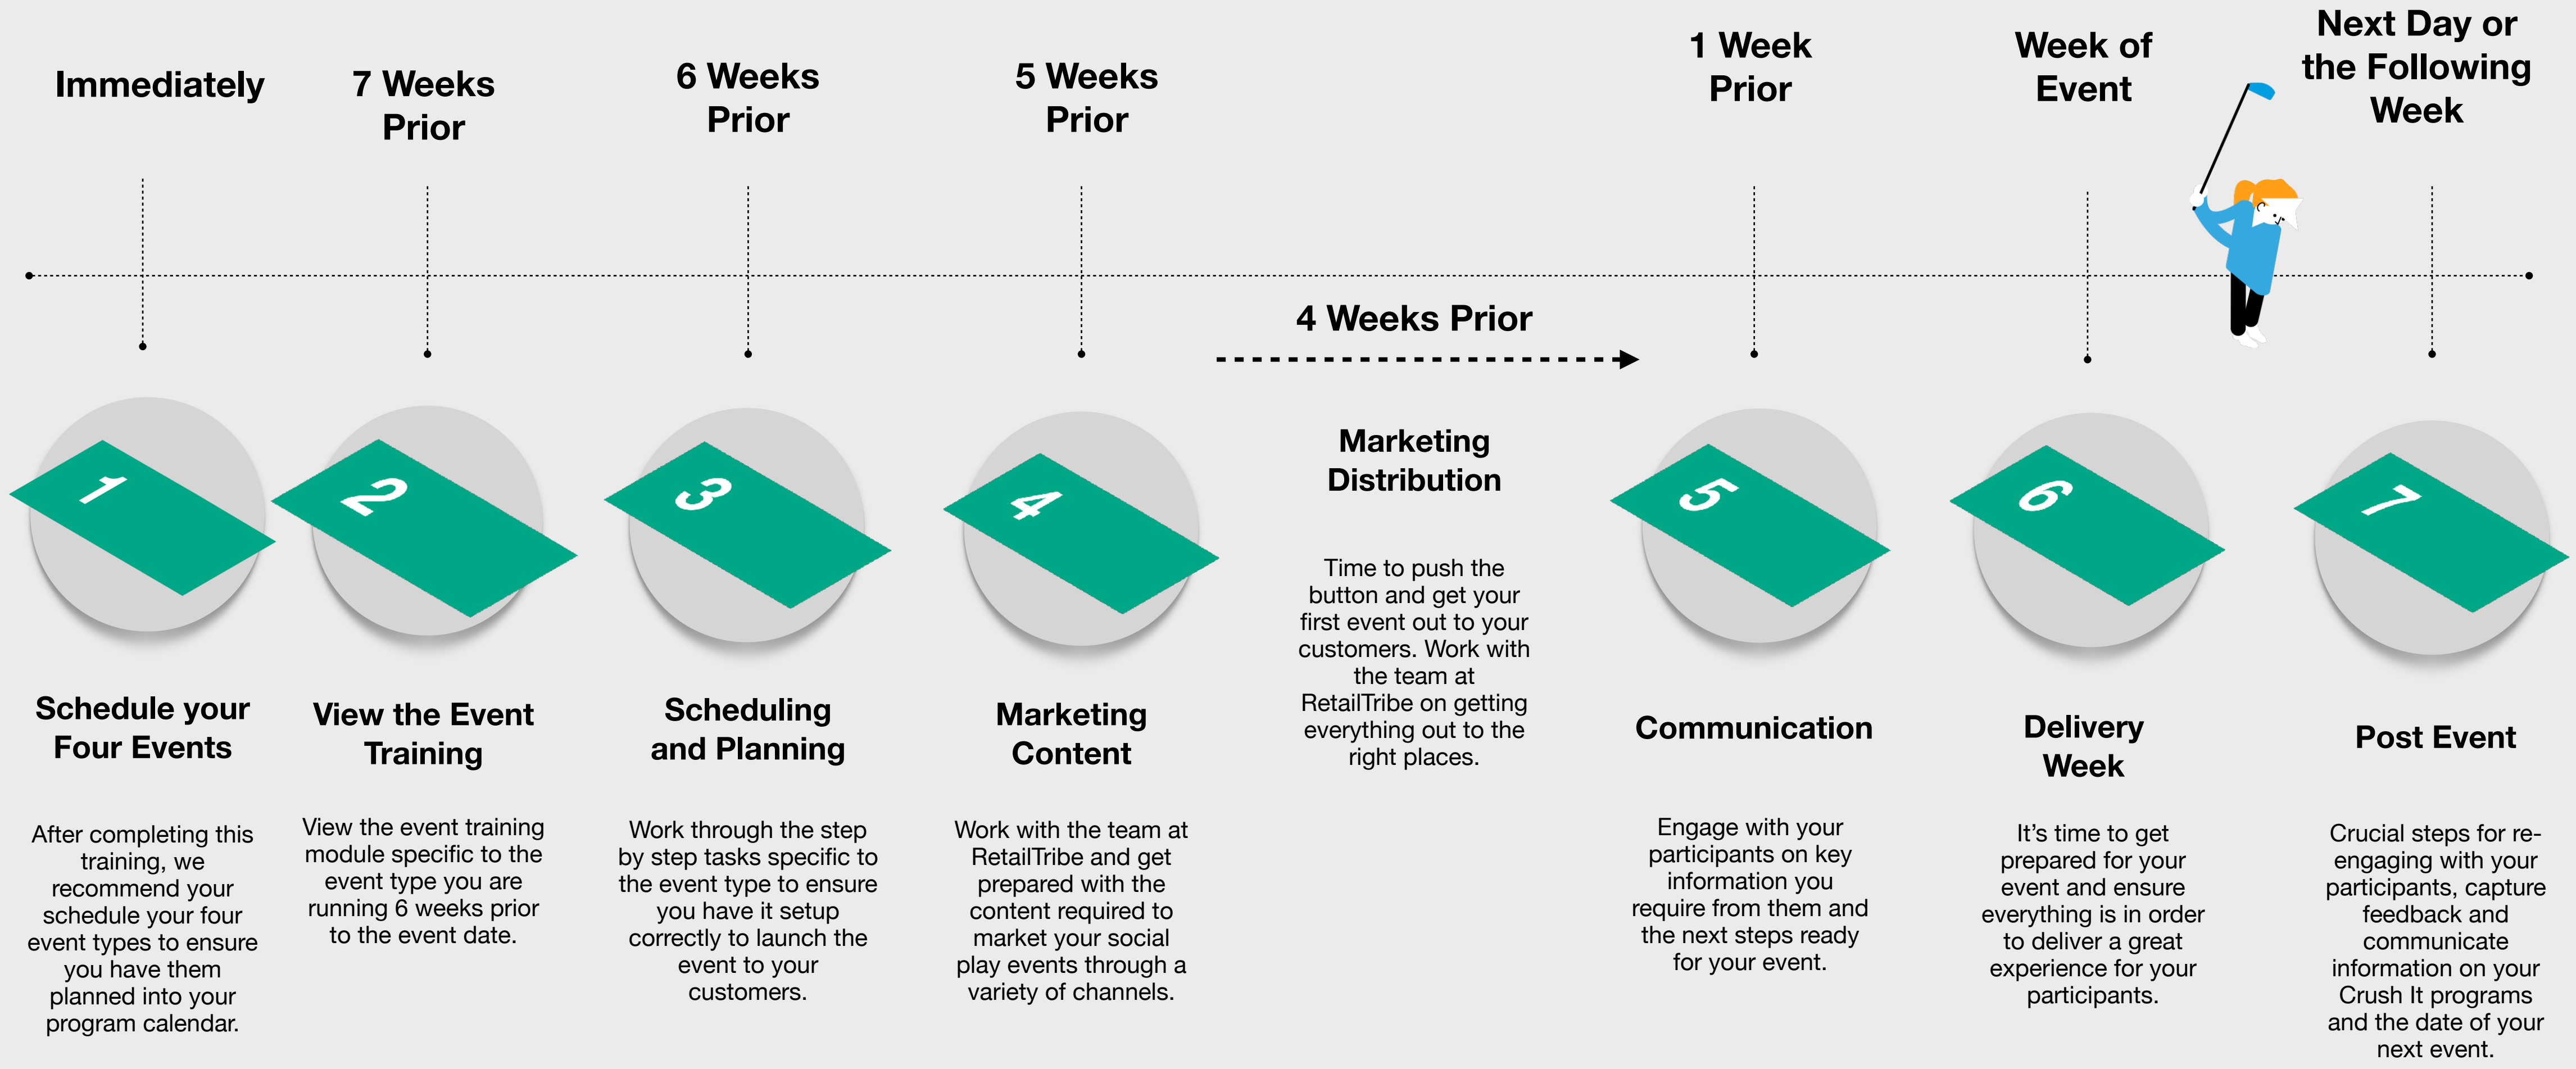 Immediately
7 Weeks
Prior
6 Weeks
Prior
5 Weeks
Prior
1 Week
Prior
Week of
Event
Next Day or
the Following
Week
4 Weeks Prior
1
2
3
4
5
6
7
Schedule your
Four Events
After completing this
training, we
recommend your
schedule your four
event types to ensure
you have them
planned into your
program calendar.
View the Event
Training
View the event training
module specific to the
event type you are
running 6 weeks prior
to the event date.
Scheduling
and Planning
Work through the step
by step tasks specific to
the event type to ensure
you have it setup
correctly to launch the
event to your
customers.
Marketing
Content
Work with the team at
RetailTribe and get
prepared with the
content required to
market your social
play events through a
variety of channels.
Marketing
Distribution
Time to push the
button and get your
first event out to your
customers. Work with
the team at
RetailTribe on getting
everything out to the
right places.
Communication
Engage with your
participants on key
information you
require from them and
the next steps ready
for your event.
Delivery
Week
It’s time to get
prepared for your
event and ensure
everything is in order
to deliver a great
experience for your
participants.
Post Event
Crucial steps for re-
engaging with your
participants, capture
feedback and
communicate
information on your
Crush It programs
and the date of your
next event.